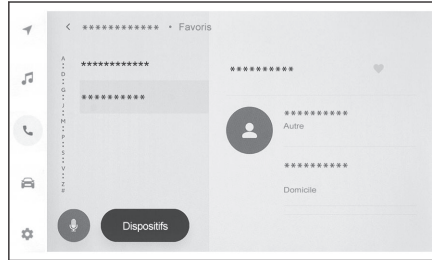 ************ • Favoris
A
•
D
•
G
•
J
•
M
•
P
•
S
•
V
•
Z
#
************
**********
**********
**********
Autre
**********
Domicile
Dispositifs